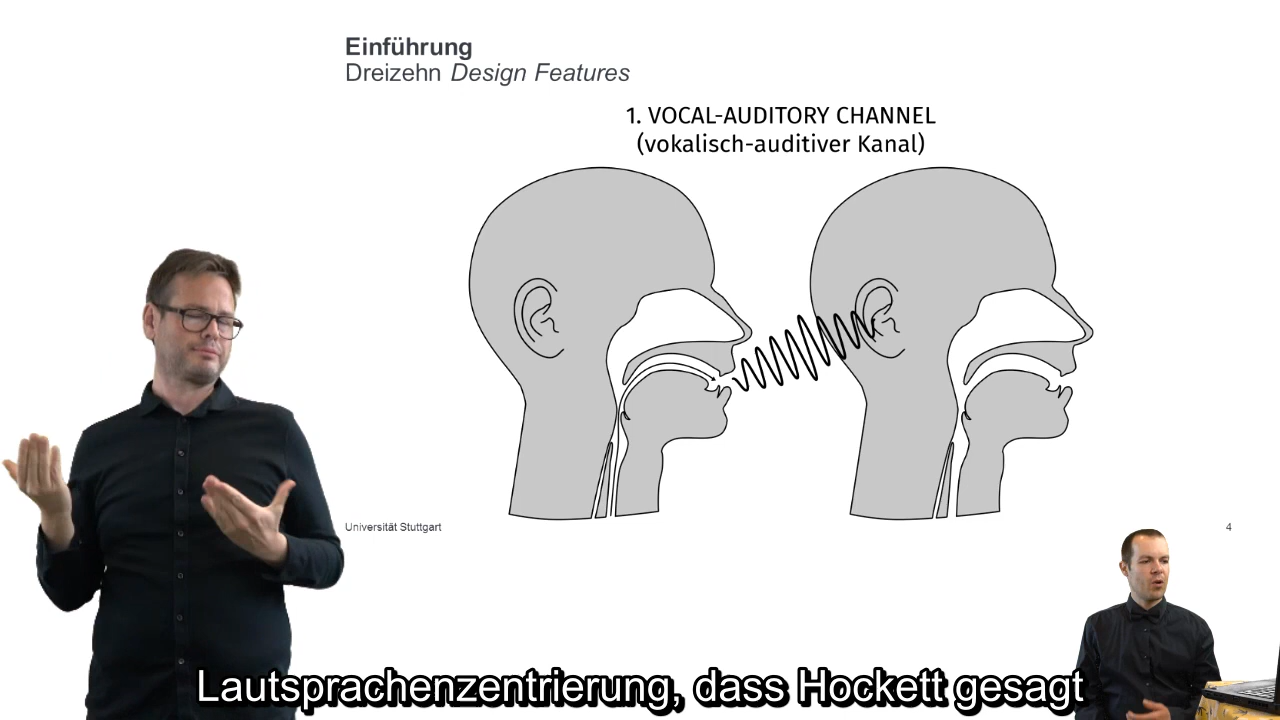 Einführung
Dreizehn Design Features
1. VOCAL-AUDITORY CHANNEL
(vokalisch-auditiver Kanal)
Universität Stuttgart
4
Lautsprachenzentrierung, dass Hockett gesagt